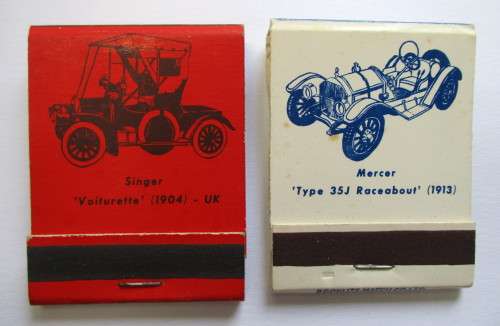 Singer
'Voiturette' (1904) - UK
Mercer
'Type 35J Raceabout' (1913)